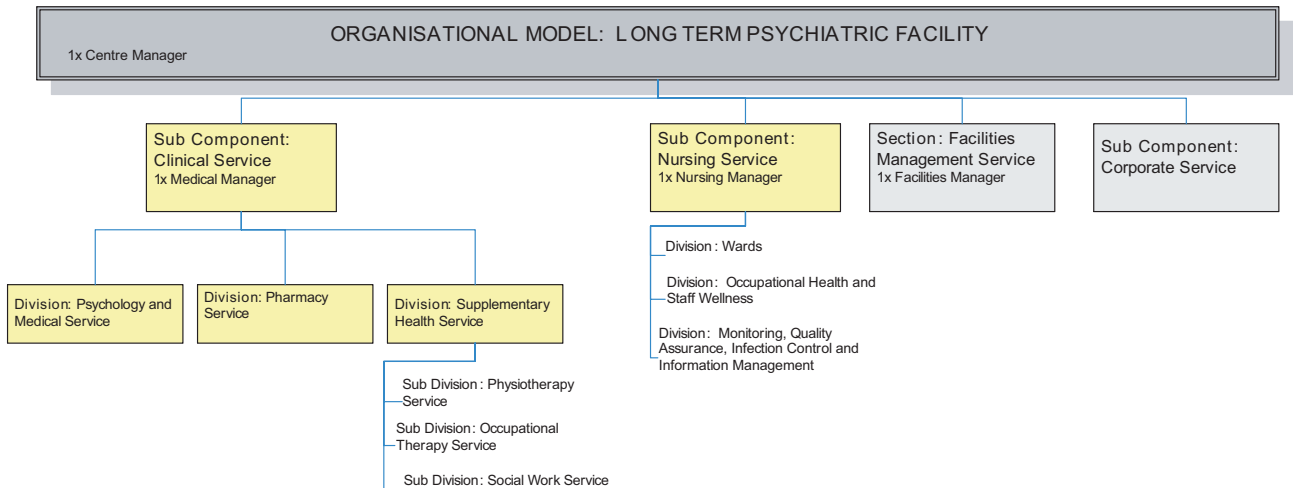 ORGANISATIONAL MODEL: LONG TERM PSYCHIATRIC FACILITY
1x Centre Manager
Sub Component:
Clinical Service
1x Medical Manager
Sub Component:
Nursing Service
1x Nursing Manager
Section: Facilities
Management Service
1x Facilities Manager
Sub Component:
Corporate Service
Division: Psychology and
Medical Service
Division: Pharmacy
Service
Division: Supplementary
Health Service
Sub Division: Physiotherapy
Service
Sub Division: Occupational
Therapy Service
Sub Division: Social Work Service
Division: Wards
Division: Occupational Health and
Staff Wellness
Division: Monitoring, Quality
Assurance, Infection Control and
Information Management